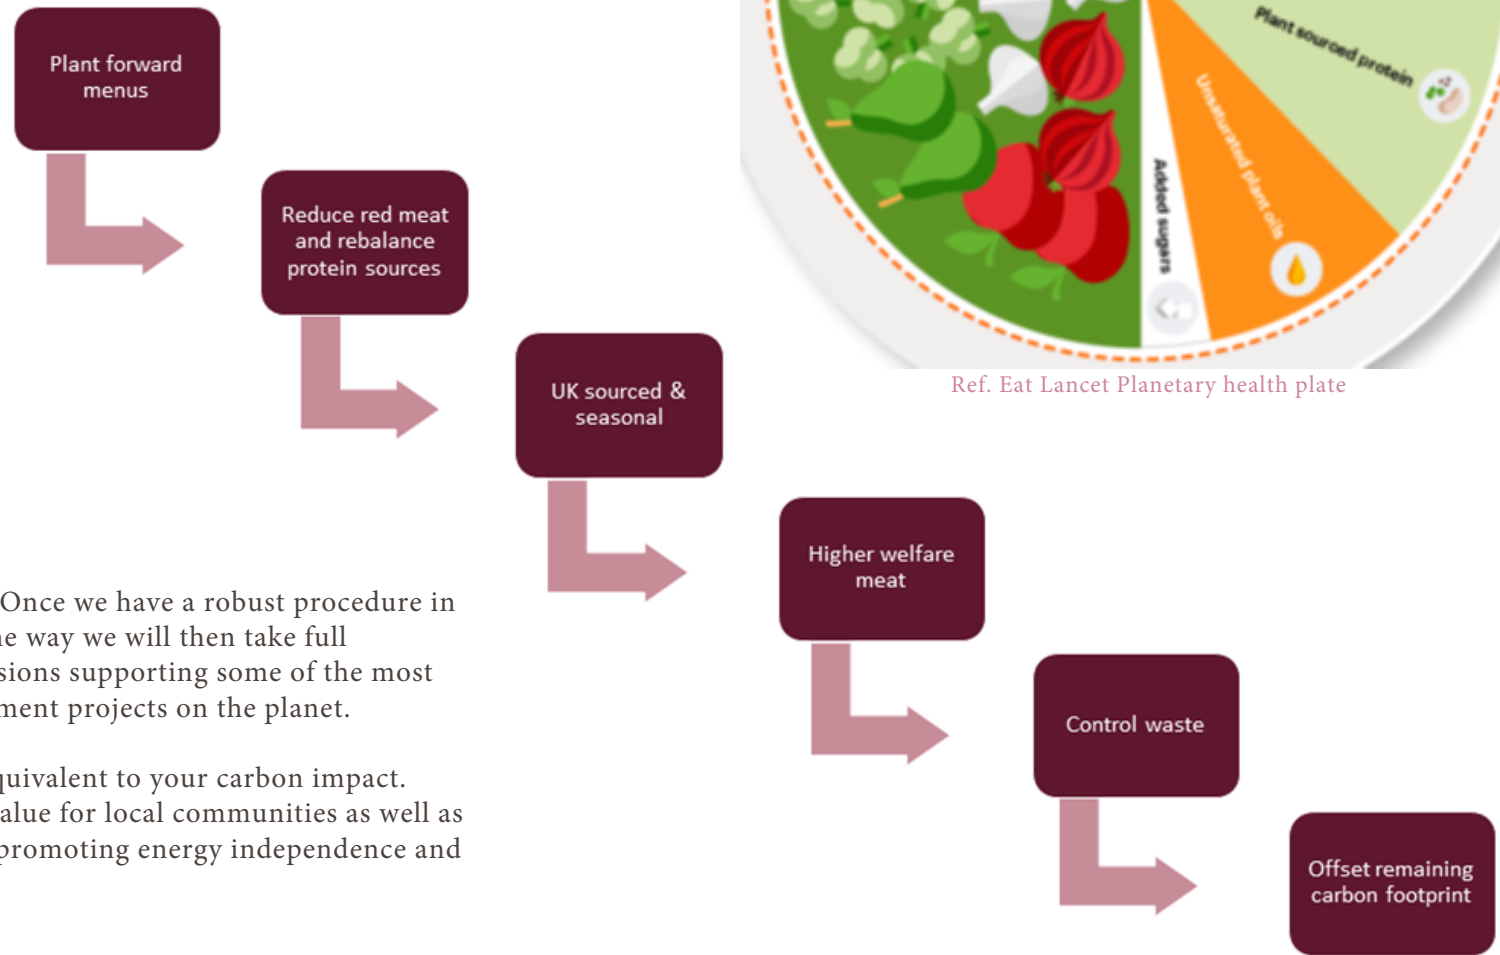 Plant forward
menus
Reduce red meat
and rebalance
protein sources
UK sourced &
seasonal
Higher welfare
meat
Control waste
Offset remaining
carbon footprint
Plant sourced protein
Unsaturated plant oils
Added sugars
Ref. Eat Lancet Planetary health plate
Once we have a robust procedure in
e way we will then take full
sions supporting some of the most
ment projects on the planet.
quivalent to your carbon impact.
alue for local communities as well as
promoting energy independence and